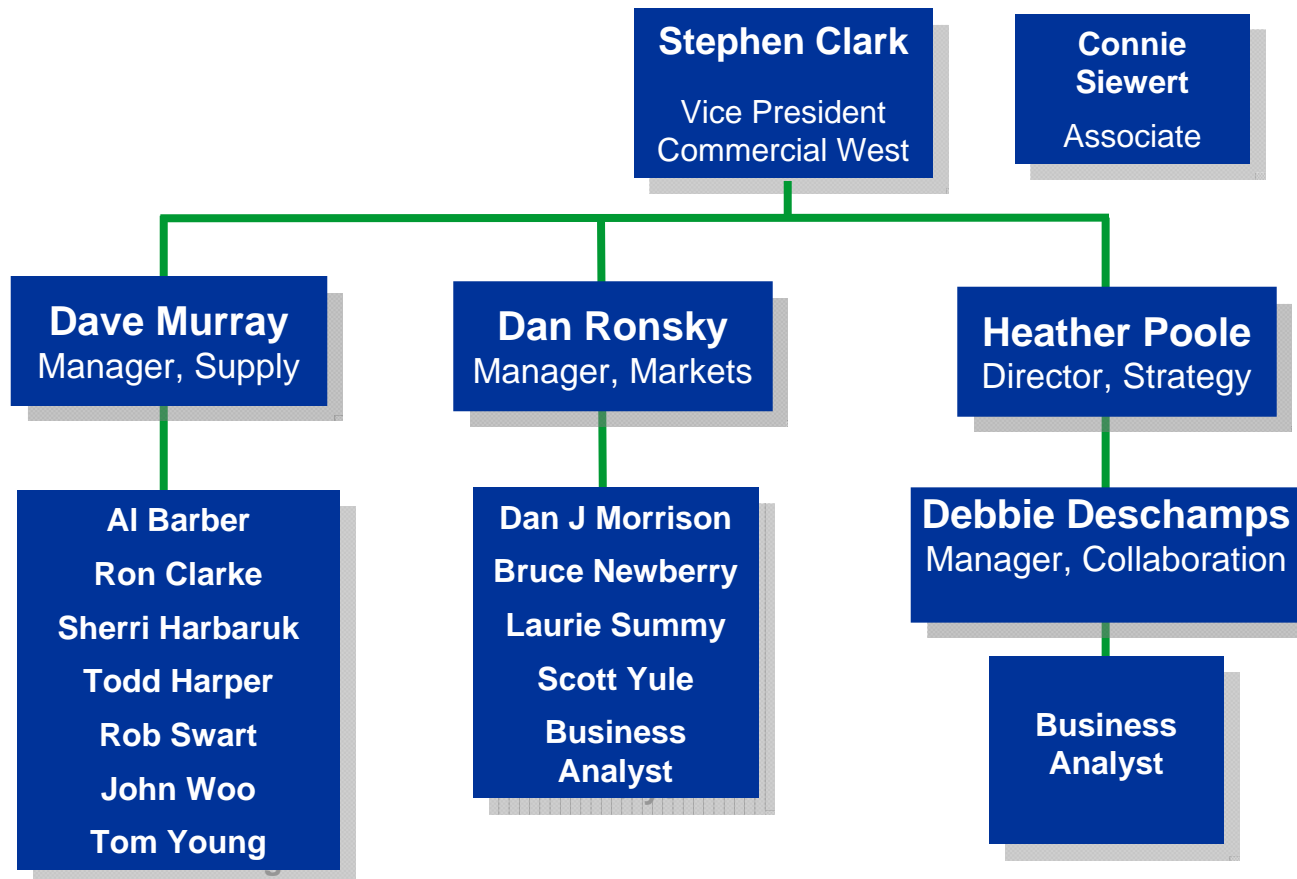 Stephen Clark
Vice President
Commercial West
Connie
Siewert
Associate
Dave Murray
Manager, Supply
Dan Ronsky
Manager, Markets
Heather Poole
Director, Strategy
Al Barber
Ron Clarke
Sherri Harbaruk
Todd Harper
Rob Swart
John Woo
Tom Young
Dan J Morrison
Bruce Newberry
Laurie Summy
Scott Yule
Business
Analyst
Debbie Deschamps
Manager, Collaboration
Business
Analyst